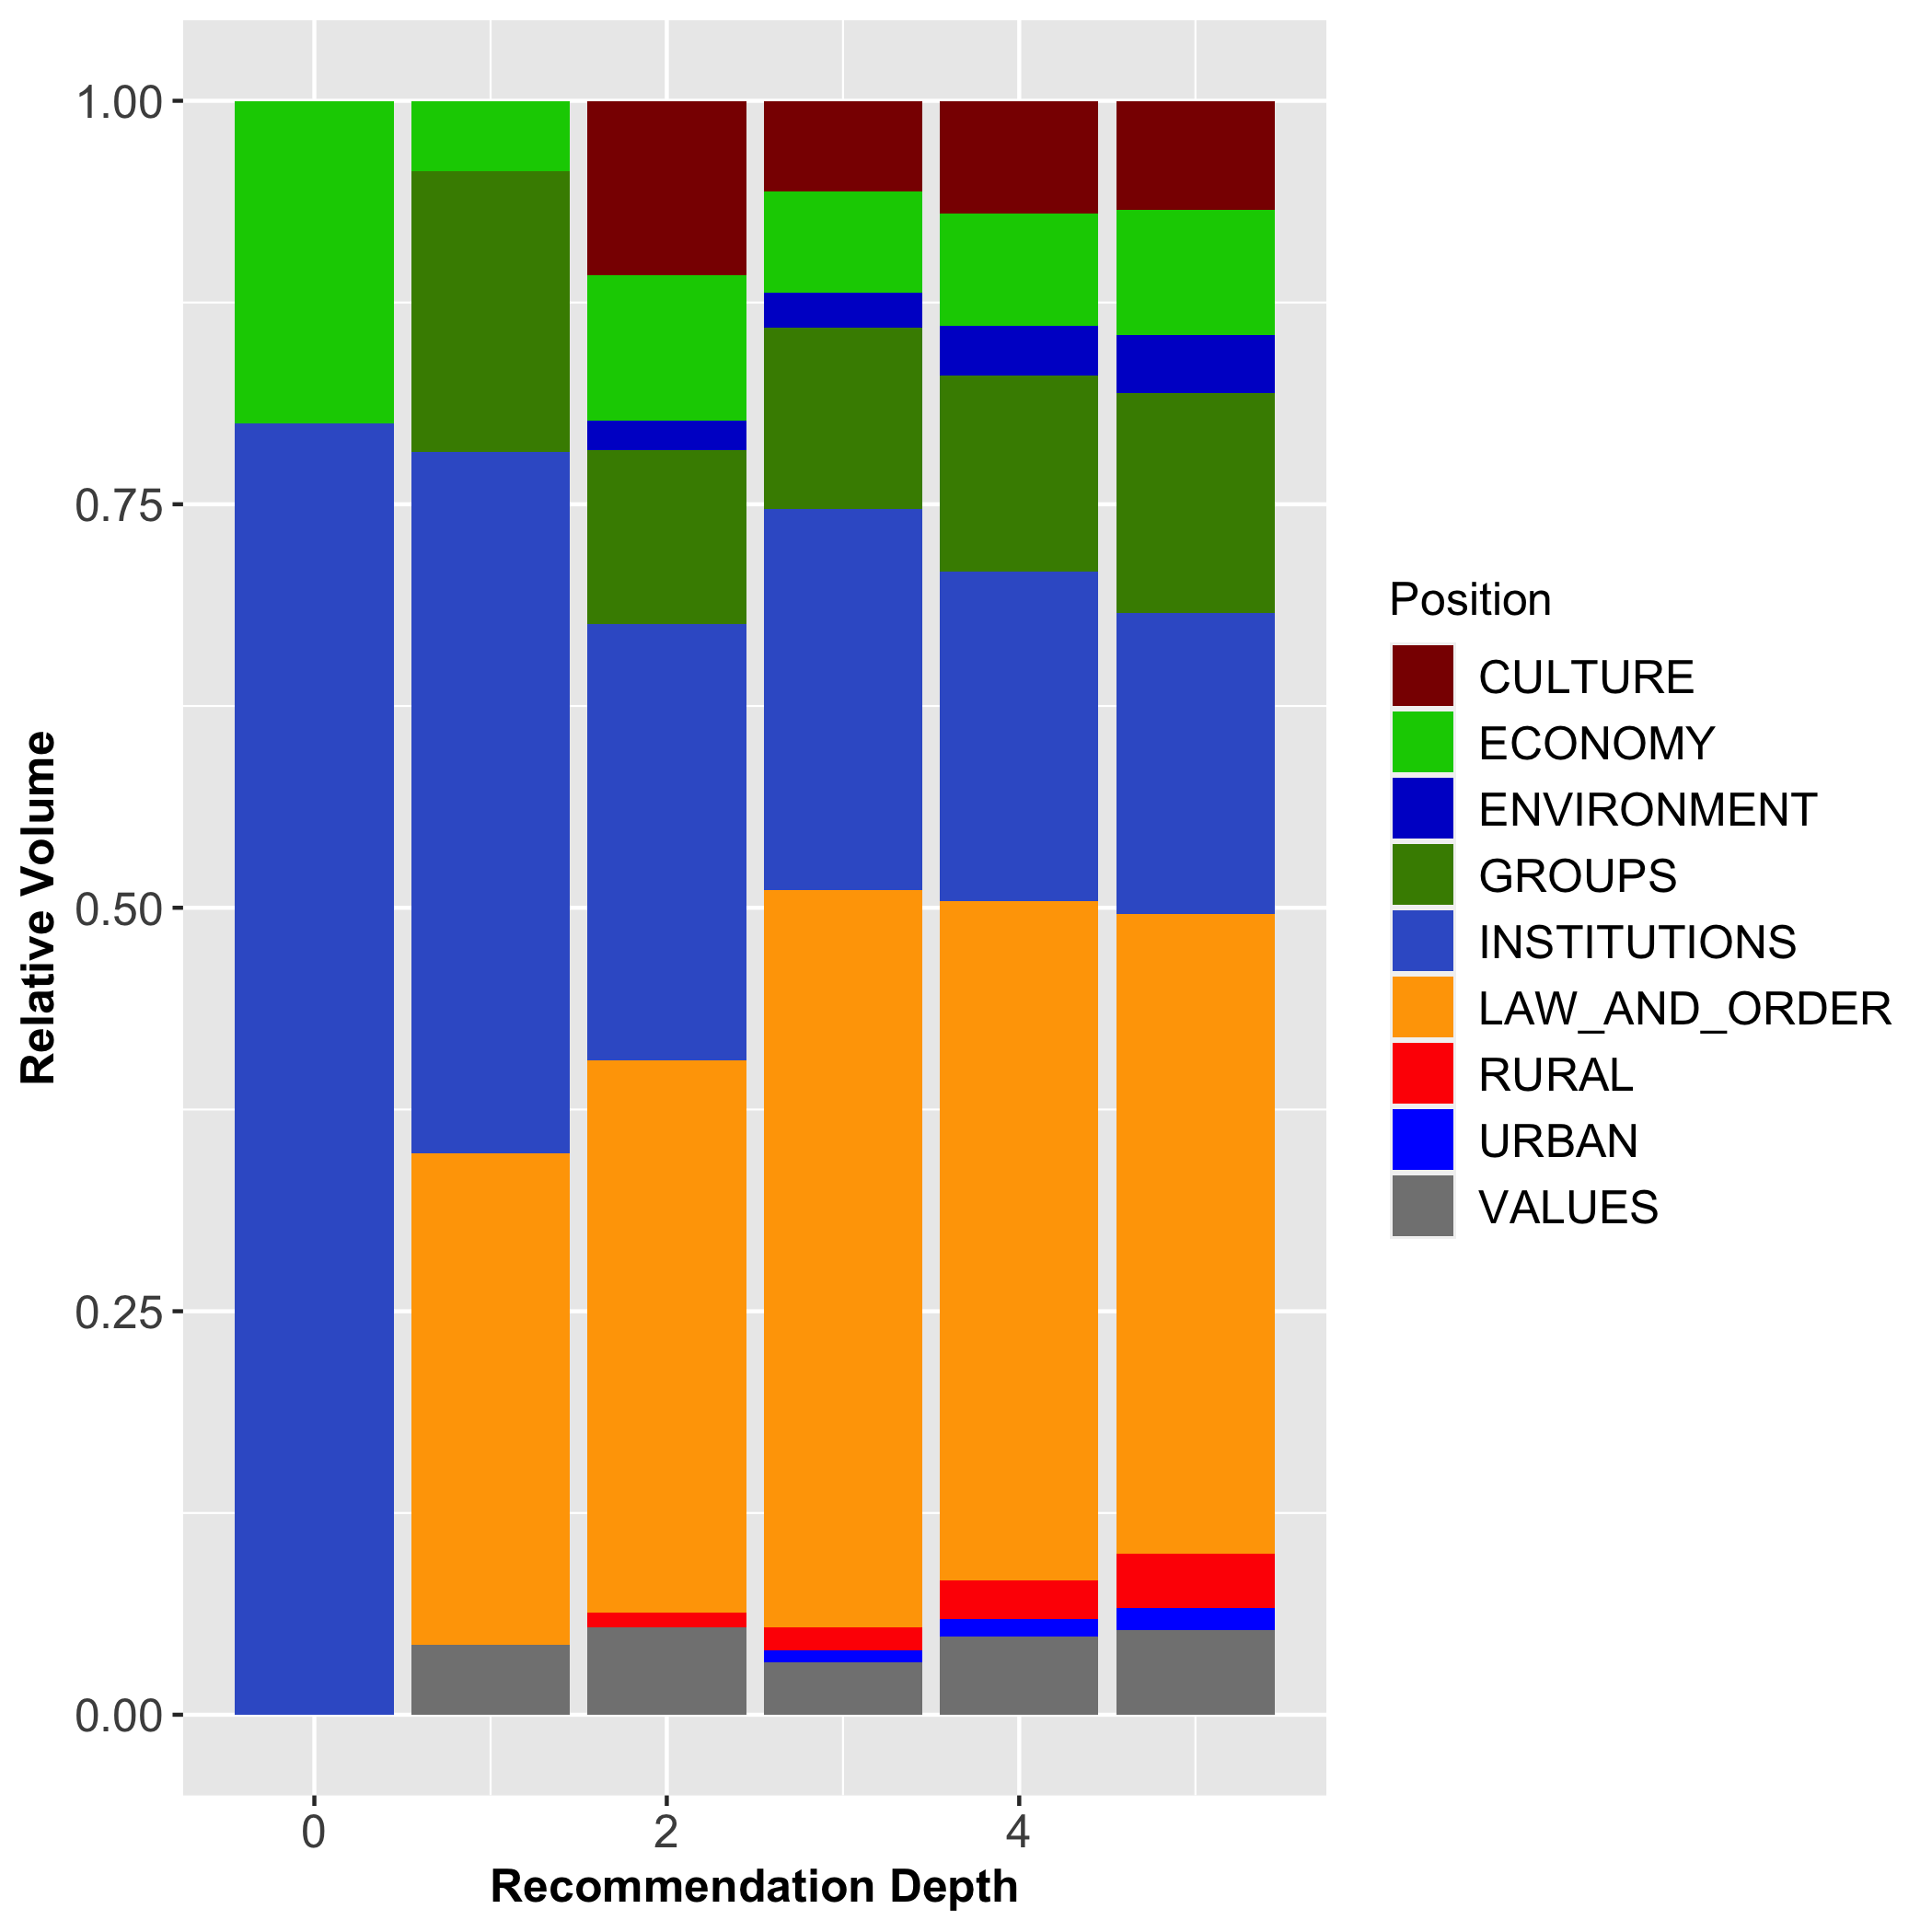 1.00
0.75
0.50
0.25
0.00
Relative Volume
0
2
4
Recommendation Depth
Position
CULTURE
ECONOMY
ENVIRONMENT
GROUPS
INSTITUTIONS
LAW_AND_ORDER
RURAL
URBAN
VALUES